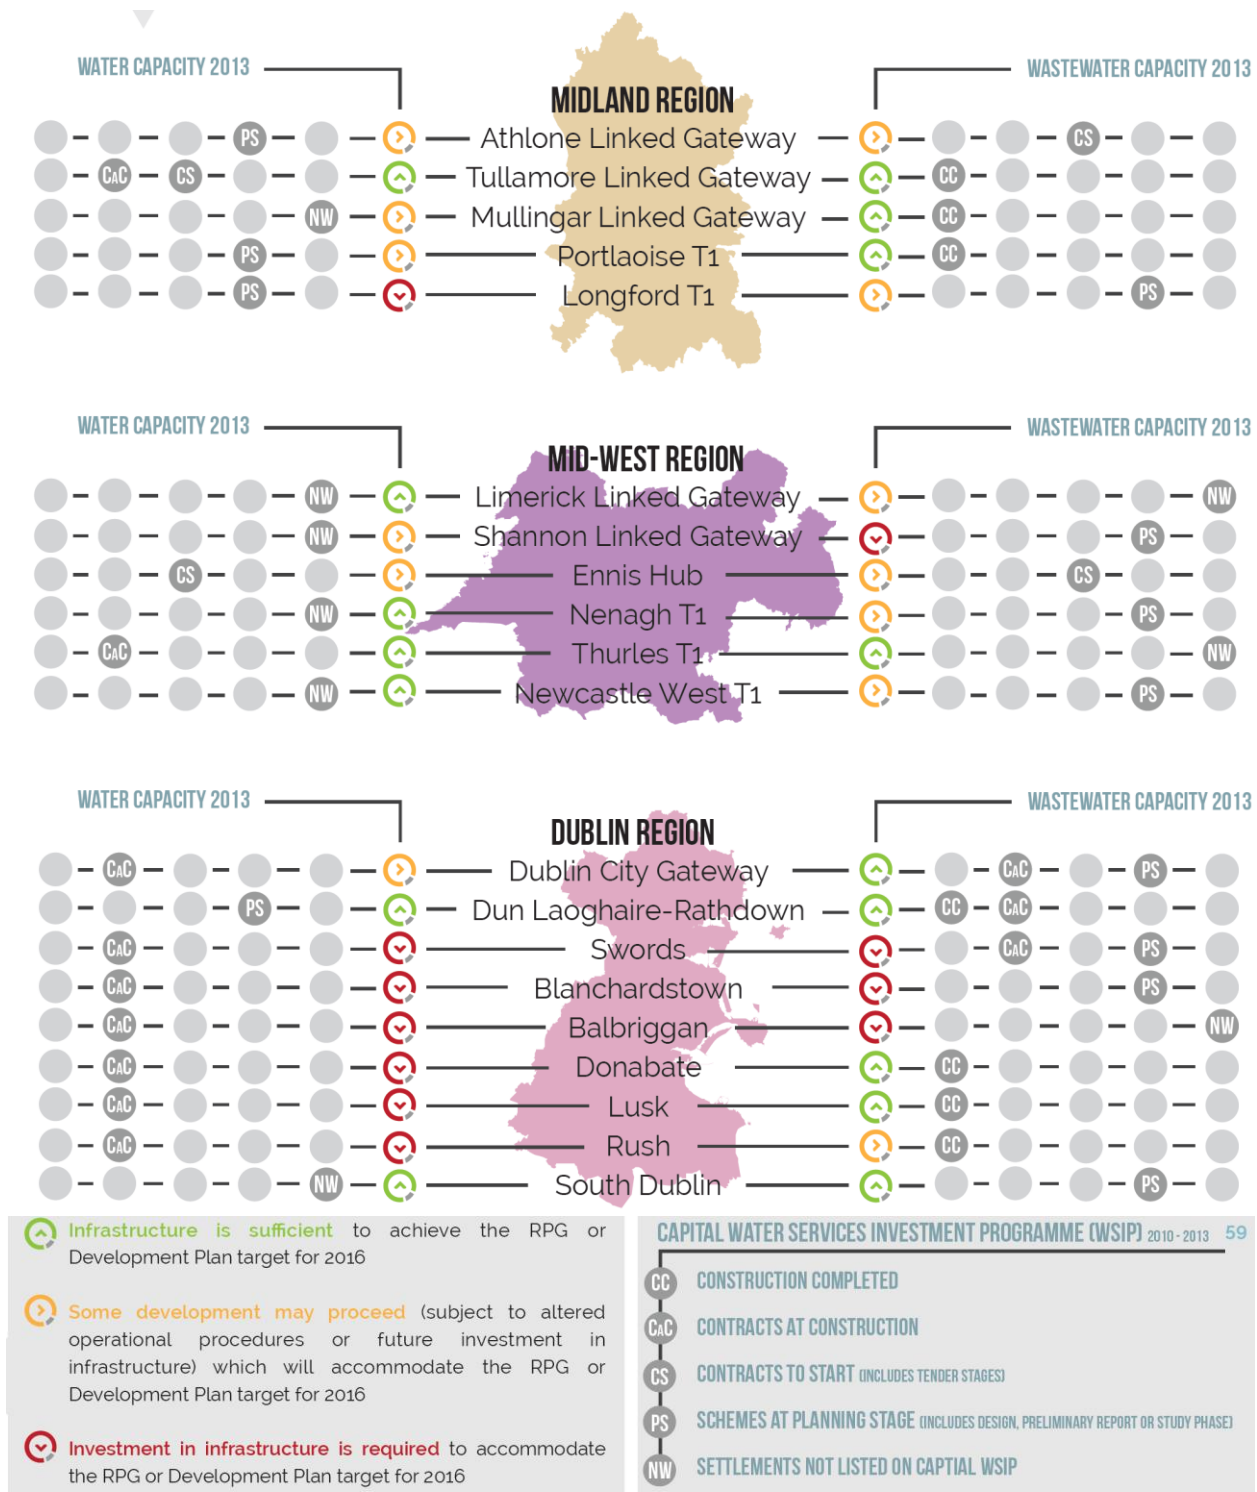 WATER CAPACITY 2013
WASTEWATER CAPACITY 2013
MIDLAND REGION
PS Athlone Linked Gateway CS
CAC CS Tullamore Linked Gateway CC
NW Mullingar Linked Gateway CC
PS Portlaoise T1 CC
PS Longford T1 PS
WATER CAPACITY 2013
WASTEWATER CAPACITY 2013
MID-WEST REGION
NW Limerick Linked Gateway NW
NW Shannon Linked Gateway PS
CS Ennis Hub CS
NW Nenagh T1 PS
CAC Thurles T1 NW
NW Newcastle West T1 PS
WATER CAPACITY 2013
WASTEWATER CAPACITY 2013
DUBLIN REGION
CAC Dublin City Gateway CAC PS
PS Dun Laoghaire-Rathdown CC CAC
CAC Swords CAC PS
CAC Blanchardstown PS
CAC Balbriggan NW
CAC Donabate CC
CAC Lusk CC
CAC Rush CC
NW South Dublin PS
Infrastructure is sufficient to achieve the RPG or
Development Plan target for 2016
Some development may proceed (subject to altered
operational procedures or future investment in
infrastructure) which will accommodate the RPG or
Development Plan target for 2016
Investment in infrastructure is required to accommodate
the RPG or Development Plan target for 2016
CAPITAL WATER SERVICES INVESTMENT PROGRAMME (WSIP) 2010 - 2013 59
CC CONSTRUCTION COMPLETED
CAC CONTRACTS AT CONSTRUCTION
CS CONTRACTS TO START (INCLUDES TENDER STAGES)
PS SCHEMES AT PLANNING STAGE (INCLUDES DESIGN, PRELIMINARY REPORT OR STUDY PHASE)
NW SETTLEMENTS NOT LISTED ON CAPTIAL WSIP